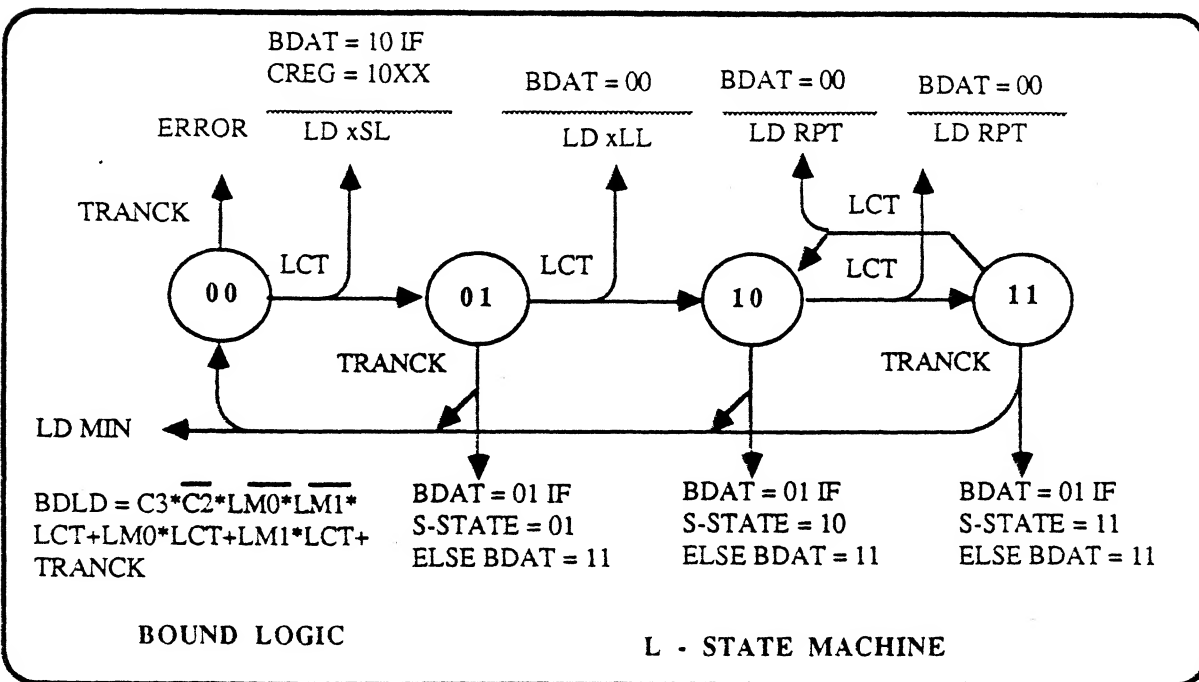 BDAT = 10 IF
CREG = 10XX
LD xSL
BDAT = 00
LD xLL
BDAT = 00
LD RPT
BDAT = 00
LD RPT
ERROR
TRANCK
LCT
LCT
LCT
LCT
00
01
10
11
TRANCK
TRANCK
LD MIN
BDLD = C3*C2*LM0*LM1*
LCT+LM0*LCT+LM1*LCT+
TRANCK
BDAT = 01 IF
S-STATE = 01
ELSE BDAT = 11
BDAT = 01 IF
S-STATE = 10
ELSE BDAT = 11
BDAT = 01 IF
S-STATE = 11
ELSE BDAT = 11
BOUND LOGIC
L - STATE MACHINE